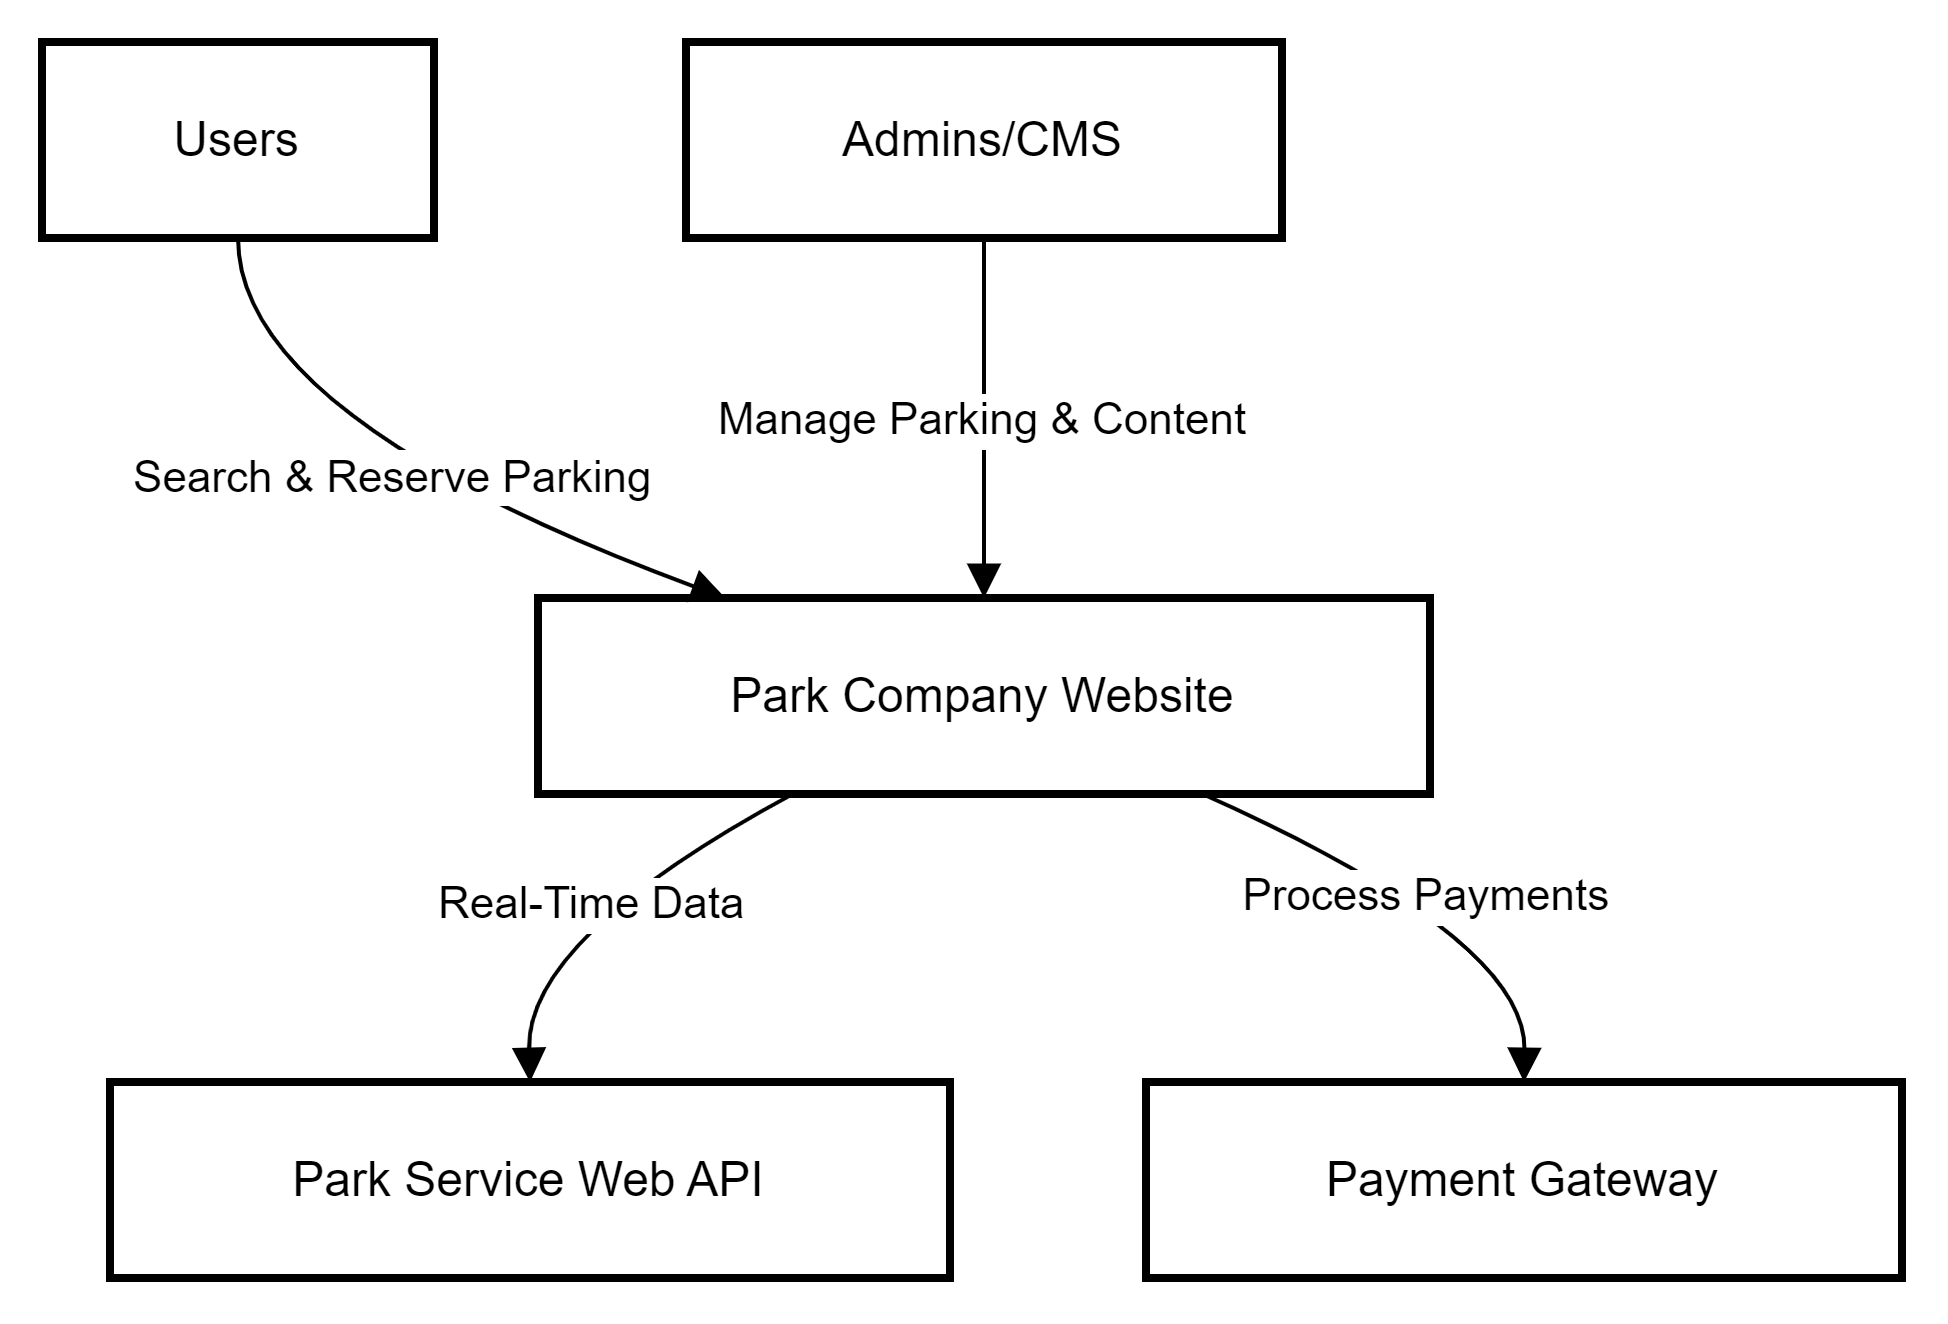 Users
Admins/CMS
Manage Parking & Content
Search & Reserve Parking
Park Company Website
Real-Time Data
Process Payments
Park Service Web API
Payment Gateway